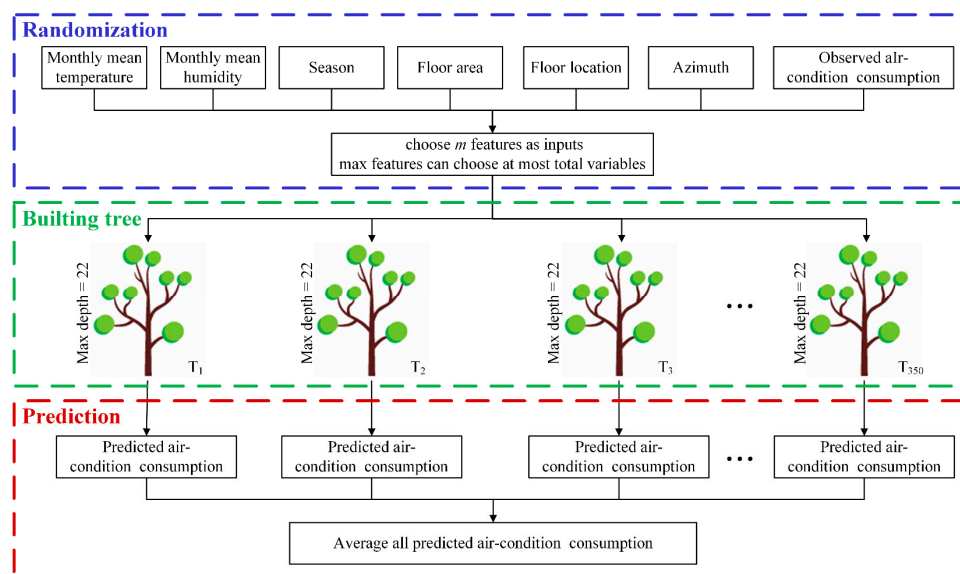 Randomization
Monthly mean
temperature
Monthly mean
humidity
Season
Floor area
Floor location
Azimuth
Observed air-
condition consumption
choose m features as inputs
max features can choose at most total variables
Builting tree
Max depth = 22
T1
Max depth = 22
T2
Max depth = 22
T3
...
Max depth = 22
T350
Prediction
Predicted air-
condition consumption
Predicted air-
condition consumption
Predicted air-
condition consumption
...
Predicted air-
condition consumption
Average all predicted air-condition consumption